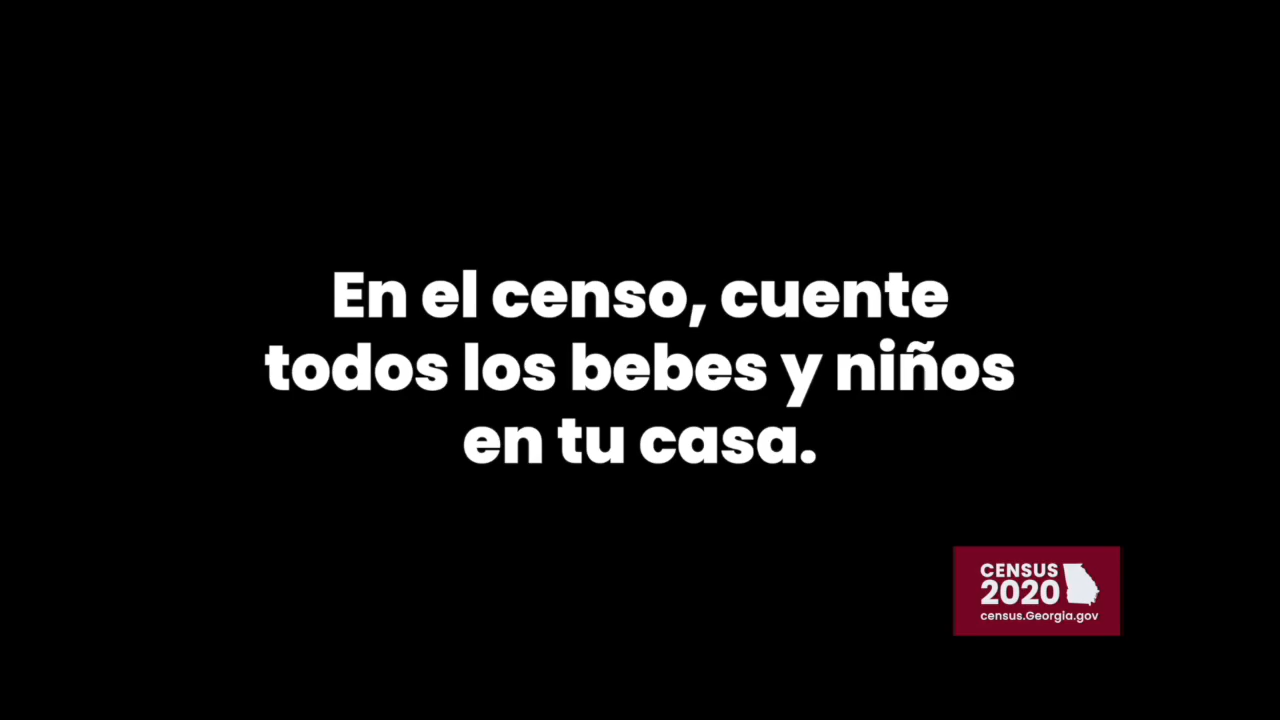 En el censo, cuente
todos los bebes y niños
en tu casa.
CENSUS
2020
census.Georgia.gov